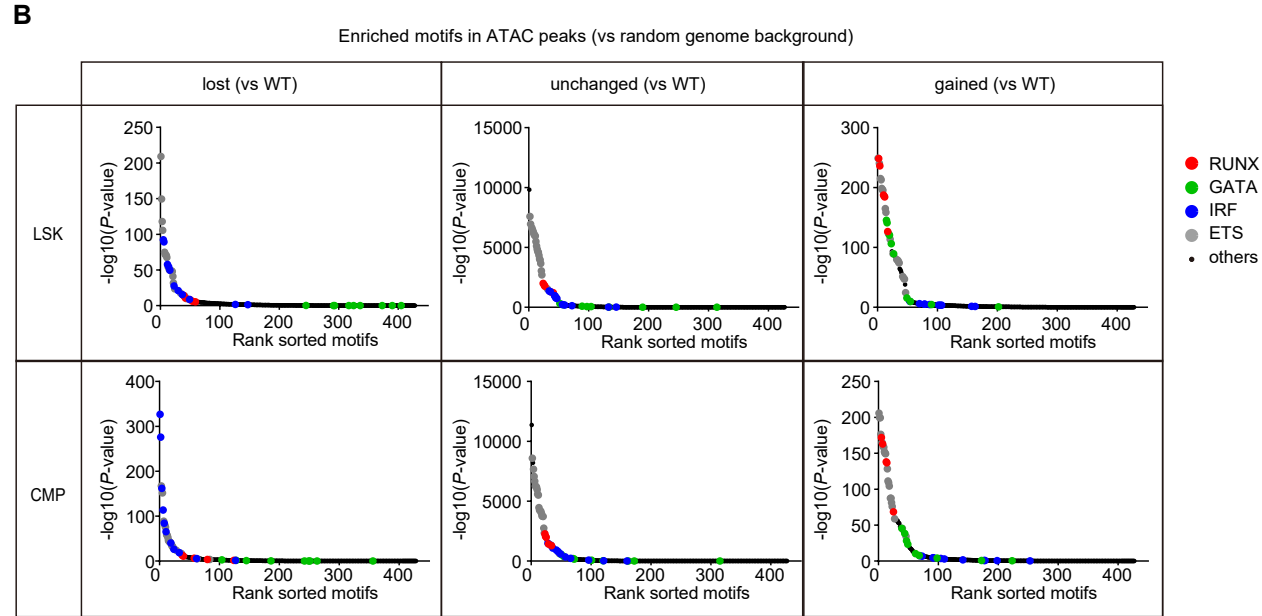 B
Enriched motifs in ATAC peaks (vs random genome background)
lost (vs WT)
unchanged (vs WT)
gained (vs WT)
LSK
-log10(P-value)
250
200
150
100
50
0
0 100 200 300 400
Rank sorted motifs
-log10(P-value)
15000
10000
5000
0
0 100 200 300 400
Rank sorted motifs
-log10(P-value)
300
200
100
0
0 100 200 300 400
Rank sorted motifs
RUNX
GATA
IRF
ETS
others
CMP
-log10(P-value)
400
300
200
100
0
0 100 200 300 400
Rank sorted motifs
-log10(P-value)
15000
10000
5000
0
0 100 200 300 400
Rank sorted motifs
-log10(P-value)
250
200
150
100
50
0
0 100 200 300 400
Rank sorted motifs